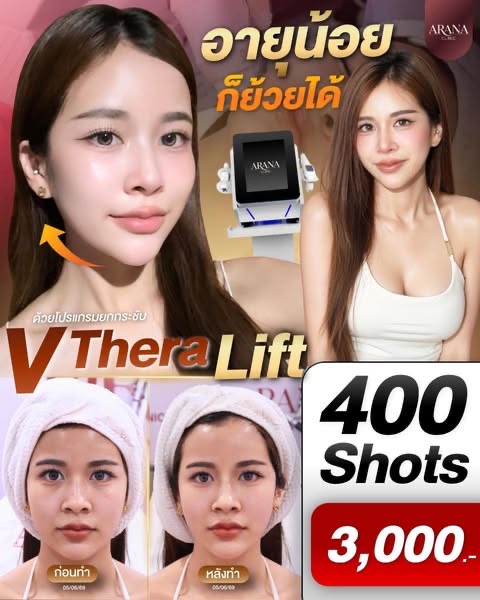 อายุน้อย
ก็ย้วยได้
ARANA
CLINIC
ARANA
CLINIC
ด้วยโปรแกรมยกกระชับ
V Thera Lift
400
Shots
3,000.-
ก่อนทำ
05/06/69
หลังทำ
05/06/69